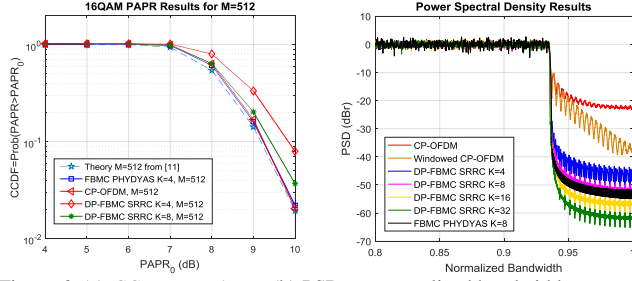 16QAM PAPR Results for M=512
CCDF=Prob(PAPR>PAPR0)
10^0
10^-1
10^-2
Theory M=512 from [11]
FBMC PHYDYAS K=4, M=512
CP-OFDM, M=512
DP-FBMC SRRC K=4, M=512
DP-FBMC SRRC K=8, M=512
4 5 6 7 8 9 10
PAPR0 (dB)
Power Spectral Density Results
PSD (dBr)
10
0
-10
-20
-30
-40
-50
-60
-70
CP-OFDM
Windowed CP-OFDM
DP-FBMC SRRC K=4
DP-FBMC SRRC K=8
DP-FBMC SRRC K=16
DP-FBMC SRRC K=32
FBMC PHYDYAS K=8
0.8 0.85 0.9 0.95
Normalized Bandwidth